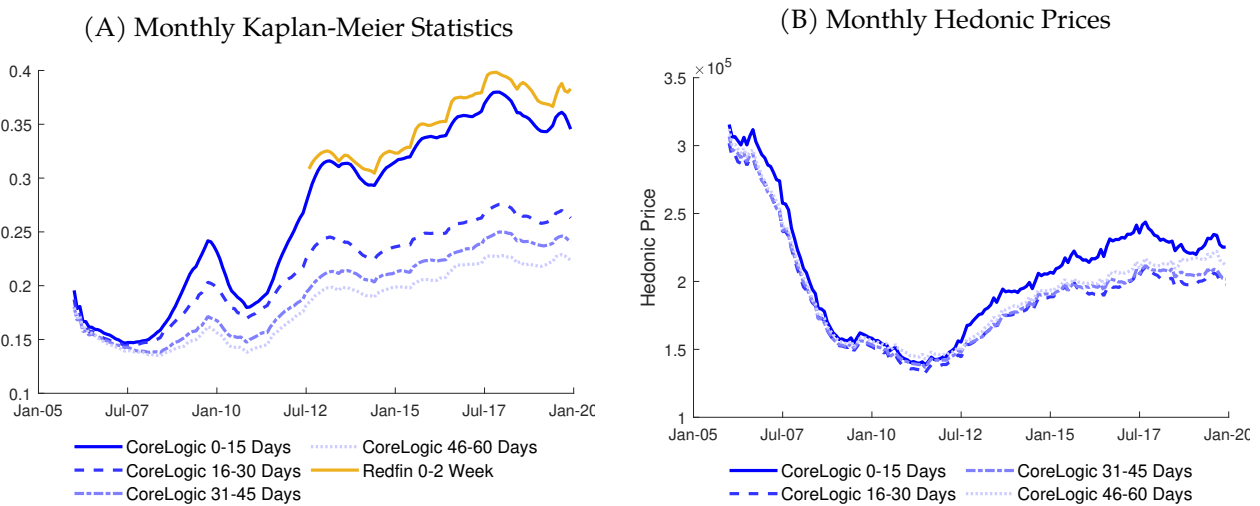 (A) Monthly Kaplan-Meier Statistics
0.4
0.35
0.3
0.25
0.2
0.15
0.1
Jan-05 Jul-07 Jan-10 Jul-12 Jan-15 Jul-17 Jan-20
CoreLogic 0-15 Days CoreLogic 46-60 Days
CoreLogic 16-30 Days Redfin 0-2 Week
CoreLogic 31-45 Days
(B) Monthly Hedonic Prices
×10^5
3.5
3
2.5
2
1.5
1
Hedonic Price
Jan-05 Jul-07 Jan-10 Jul-12 Jan-15 Jul-17 Jan-20
CoreLogic 0-15 Days CoreLogic 31-45 Days
CoreLogic 16-30 Days CoreLogic 46-60 Days